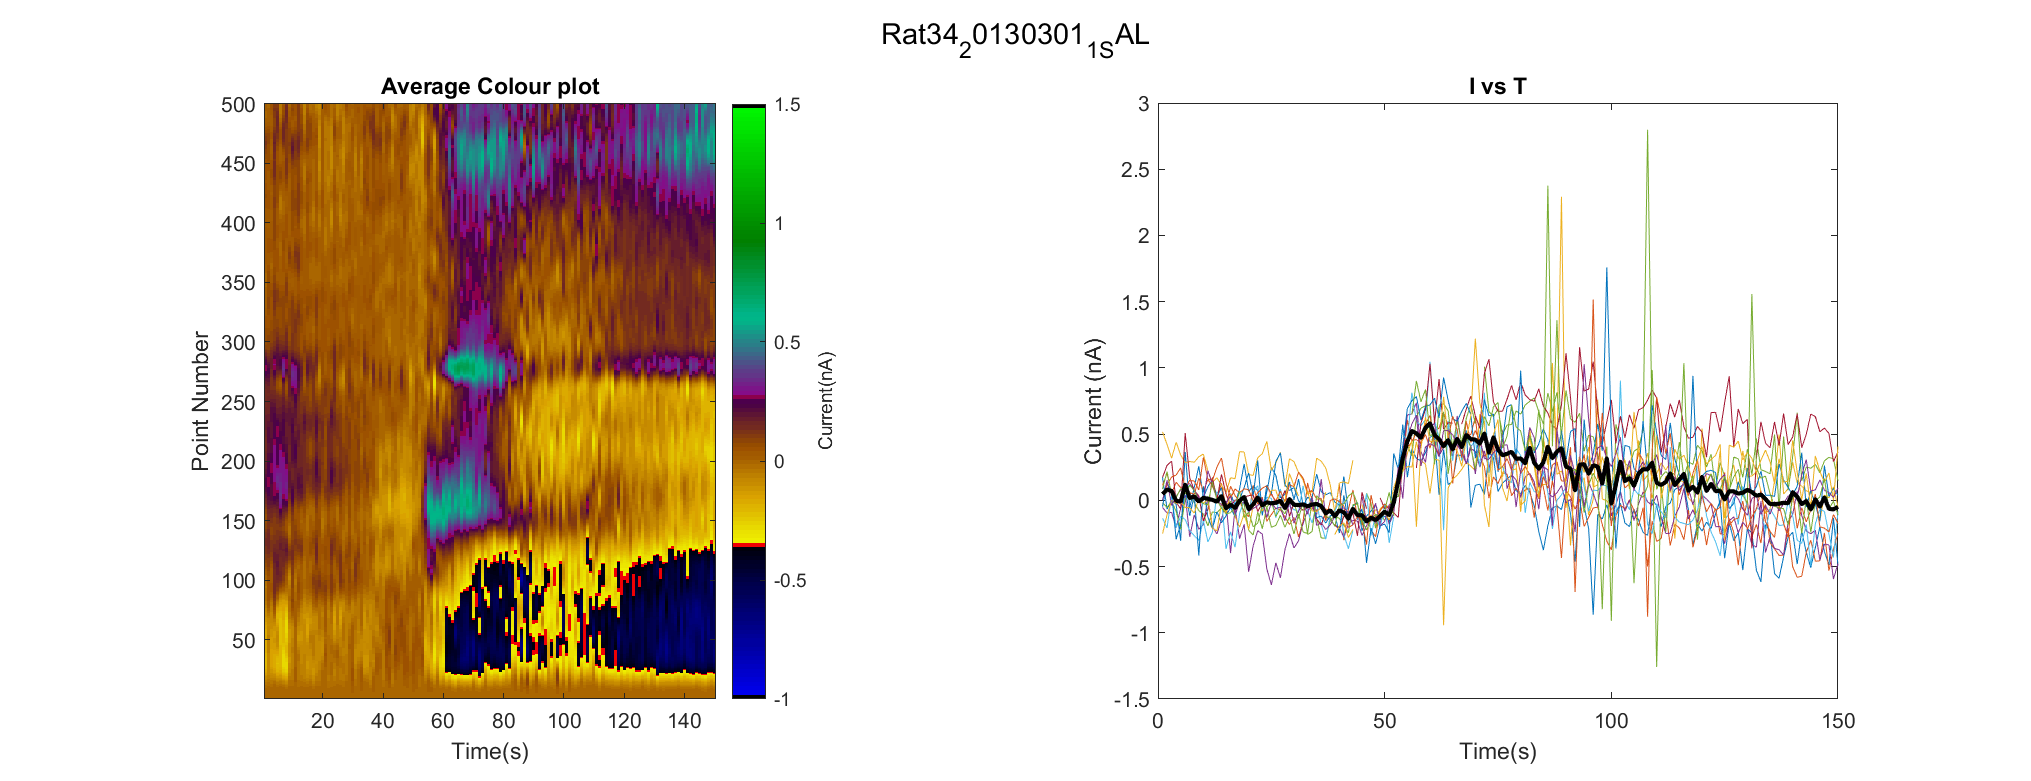 Rat34₂0130301₁SAL
Average Colour plot
500
450
400
350
300
250
200
150
100
50
Point Number
20 40 60 80 100 120 140
Time(s)
1.5
1
0.5
0
-0.5
-1
Current(nA)
I vs T
3
2.5
2
1.5
1
0.5
0
-0.5
-1
-1.5
Current (nA)
0 50 100 150
Time(s)